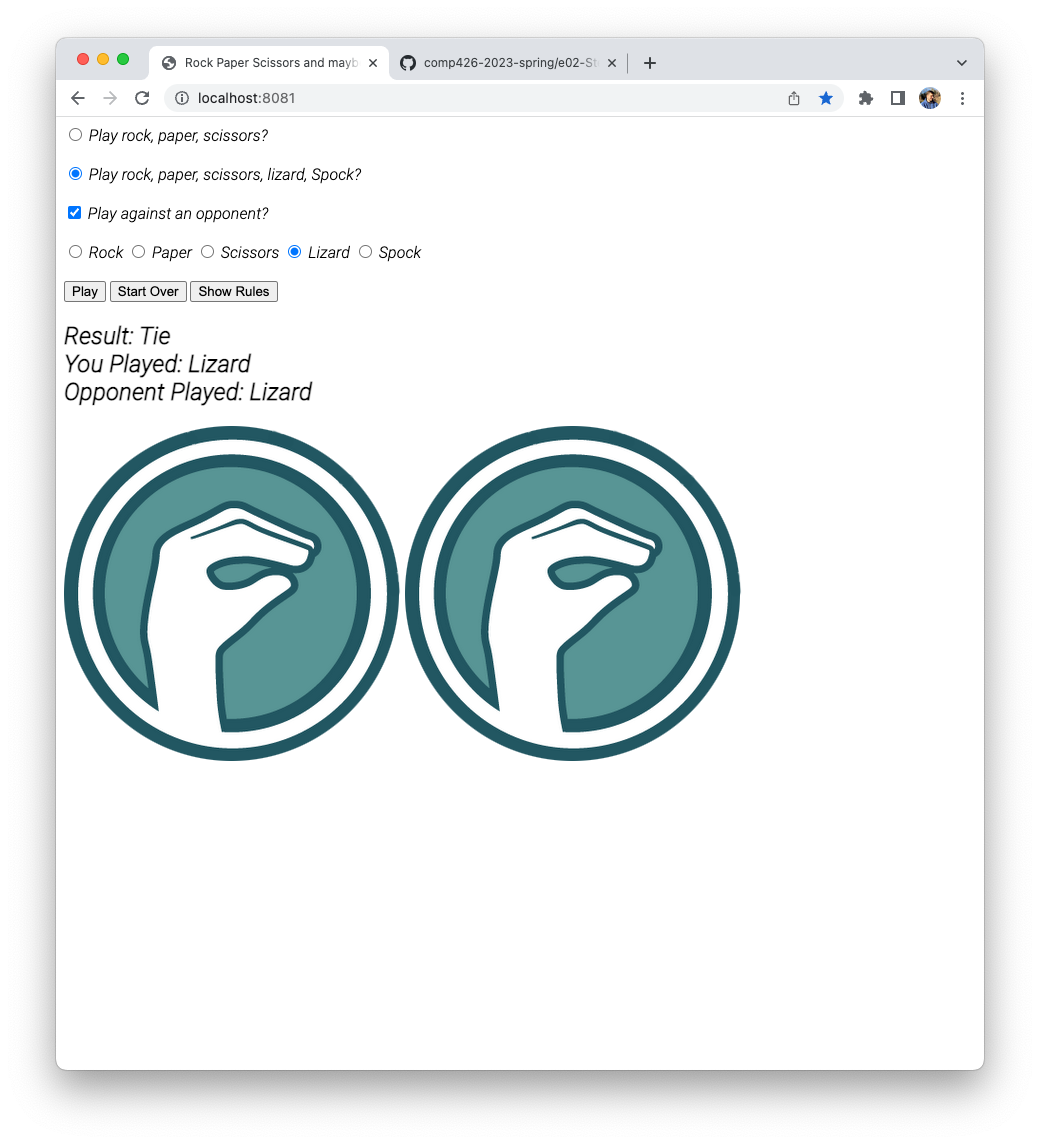 Rock Paper Scissors and mayb
comp426-2023-spring/e02-St
localhost:8081
Play rock, paper, scissors?
Play rock, paper, scissors, lizard, Spock?
Play against an opponent?
Rock Paper Scissors Lizard Spock
Play Start Over Show Rules
Result: Tie
You Played: Lizard
Opponent Played: Lizard